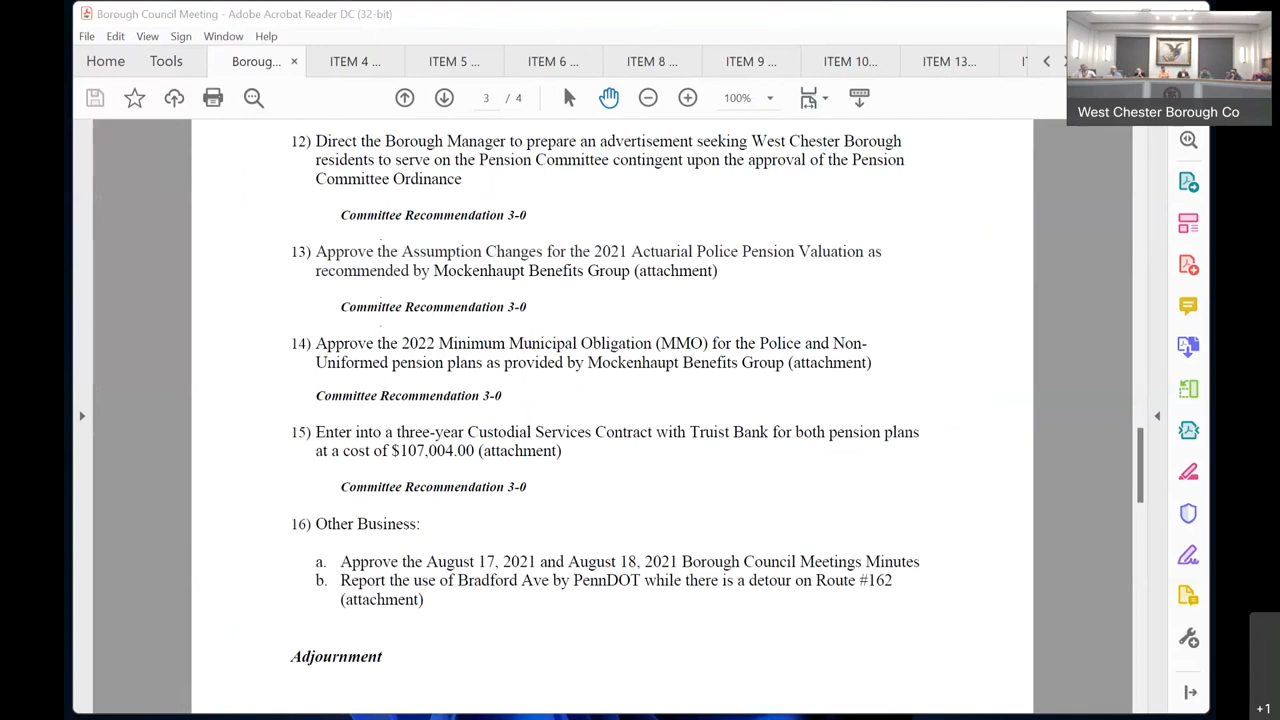 Borough Council Meeting - Adobe Acrobat Reader DC (32-bit)
File Edit View Sign Window Help
Home Tools Boroug... × ITEM 4 ... ITEM 5 ... ITEM 6 ... ITEM 8 ... ITEM 9 ... ITEM 10... ITEM 13...
3 / 4 100%
West Chester Borough Co
12) Direct the Borough Manager to prepare an advertisement seeking West Chester Borough
residents to serve on the Pension Committee contingent upon the approval of the Pension
Committee Ordinance
Committee Recommendation 3-0
13) Approve the Assumption Changes for the 2021 Actuarial Police Pension Valuation as
recommended by Mockenhaupt Benefits Group (attachment)
Committee Recommendation 3-0
14) Approve the 2022 Minimum Municipal Obligation (MMO) for the Police and Non-
Uniformed pension plans as provided by Mockenhaupt Benefits Group (attachment)
Committee Recommendation 3-0
15) Enter into a three-year Custodial Services Contract with Truist Bank for both pension plans
at a cost of $107,004.00 (attachment)
Committee Recommendation 3-0
16) Other Business:
a. Approve the August 17, 2021 and August 18, 2021 Borough Council Meetings Minutes
b. Report the use of Bradford Ave by PennDOT while there is a detour on Route #162
(attachment)
Adjournment
+1